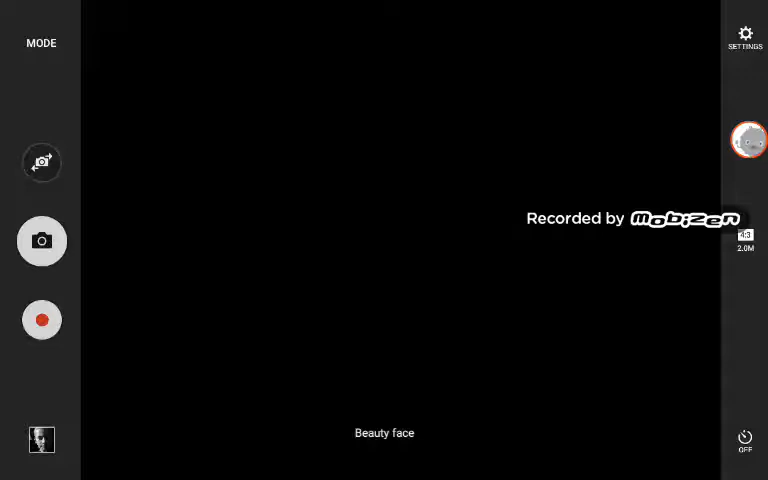 MODE
SETTINGS
Recorded by Mobizen
4:3
2.0M
Beauty face
OFF